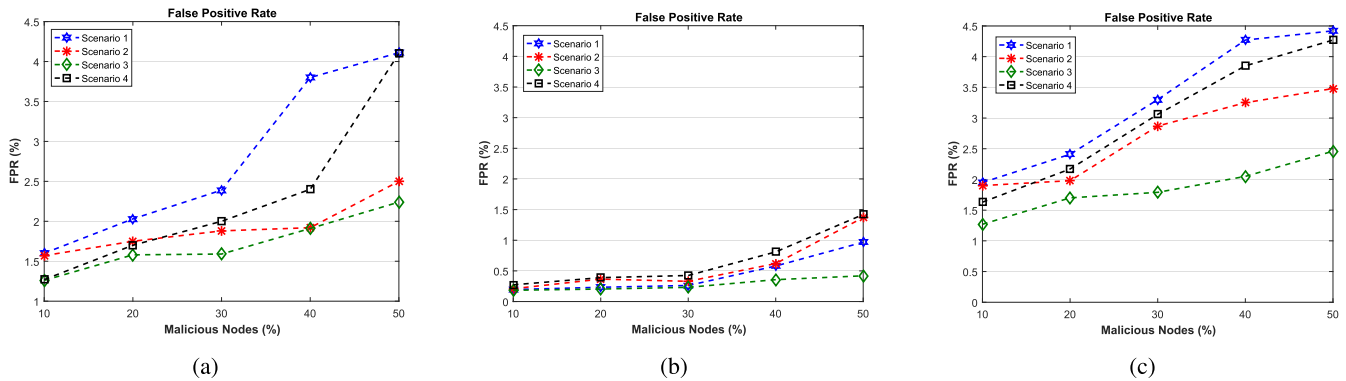 False Positive Rate
4.5
4
3.5
3
2.5
2
1.5
1
FPR (%)
Scenario 1
Scenario 2
Scenario 3
Scenario 4
10 20 30 40 50
Malicious Nodes (%)
(a)
False Positive Rate
4.5
4
3.5
3
2.5
2
1.5
1
0.5
0
FPR (%)
Scenario 1
Scenario 2
Scenario 3
Scenario 4
10 20 30 40 50
Malicious Nodes (%)
(b)
False Positive Rate
4.5
4
3.5
3
2.5
2
1.5
1
0.5
0
FPR (%)
Scenario 1
Scenario 2
Scenario 3
Scenario 4
10 20 30 40 50
Malicious Nodes (%)
(c)